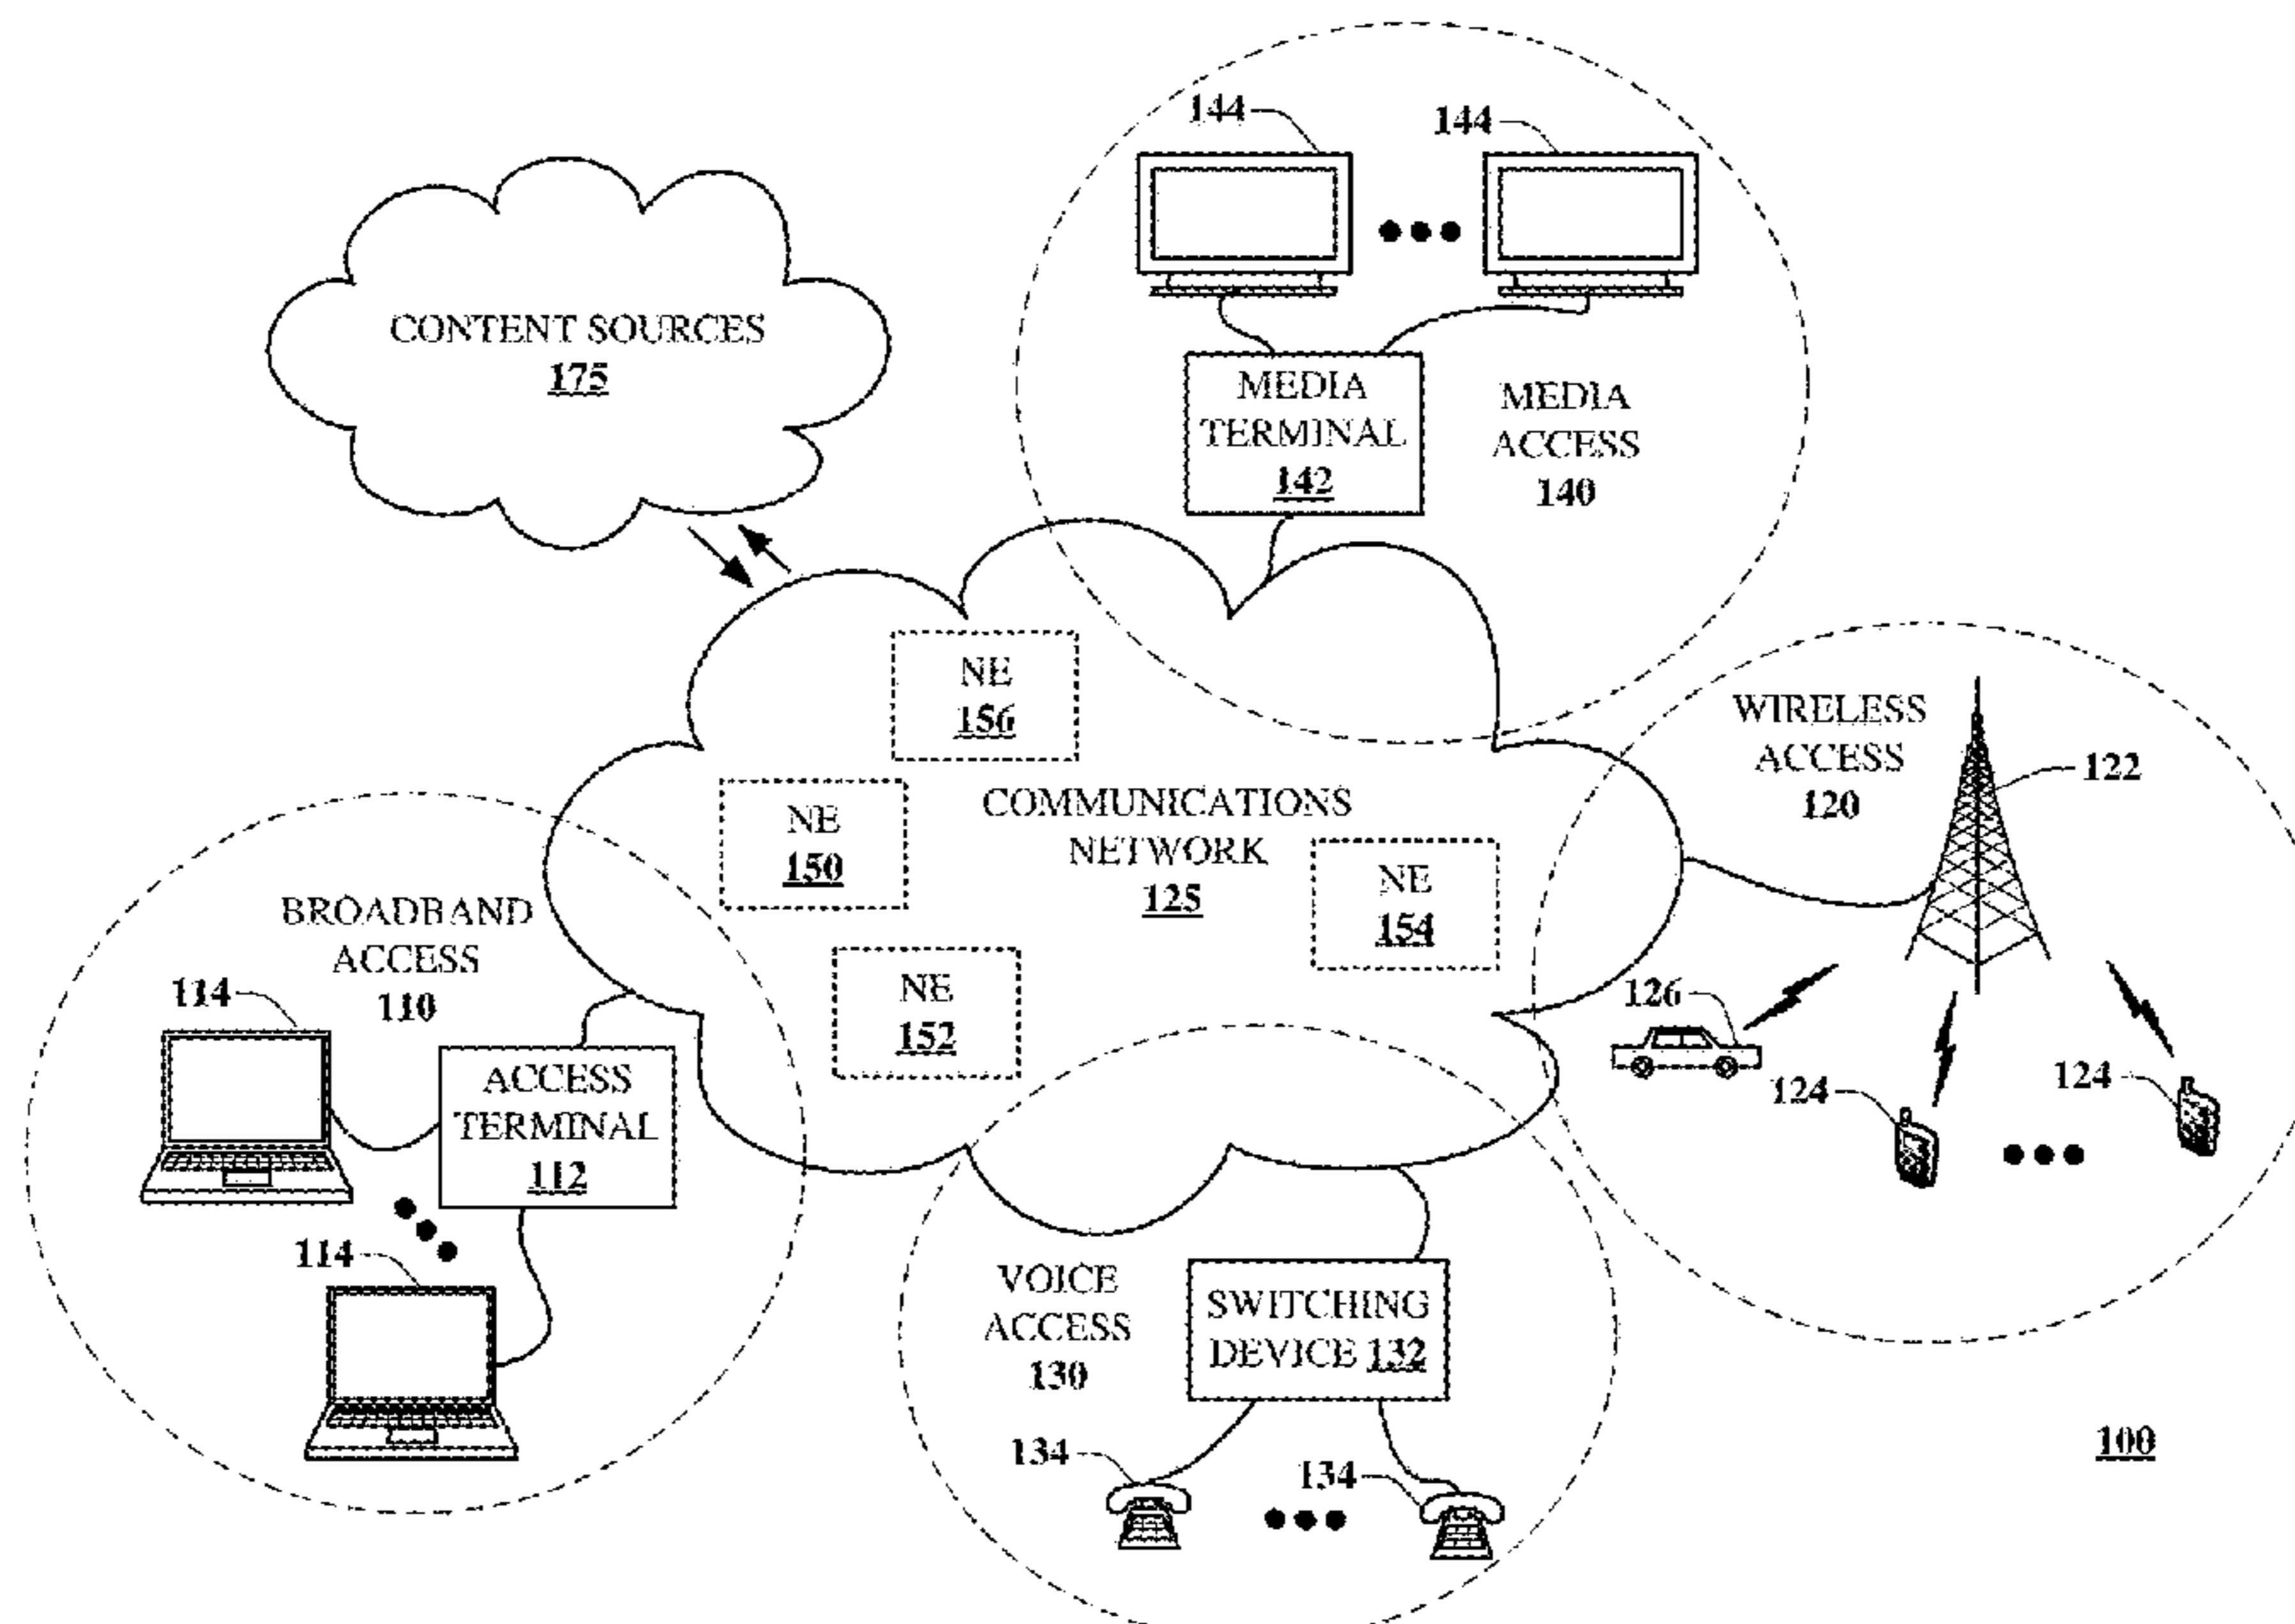 144
144
CONTENT SOURCES
175
MEDIA
TERMINAL
142
MEDIA
ACCESS
140
NE
156
WIRELESS
ACCESS
120
122
NE
150
COMMUNICATIONS
NETWORK
125
NE
154
BROADBAND
ACCESS
110
114
NE
152
126
ACCESS
TERMINAL
112
124
124
114
VOICE
ACCESS
130
SWITCHING
DEVICE 132
134
134
100